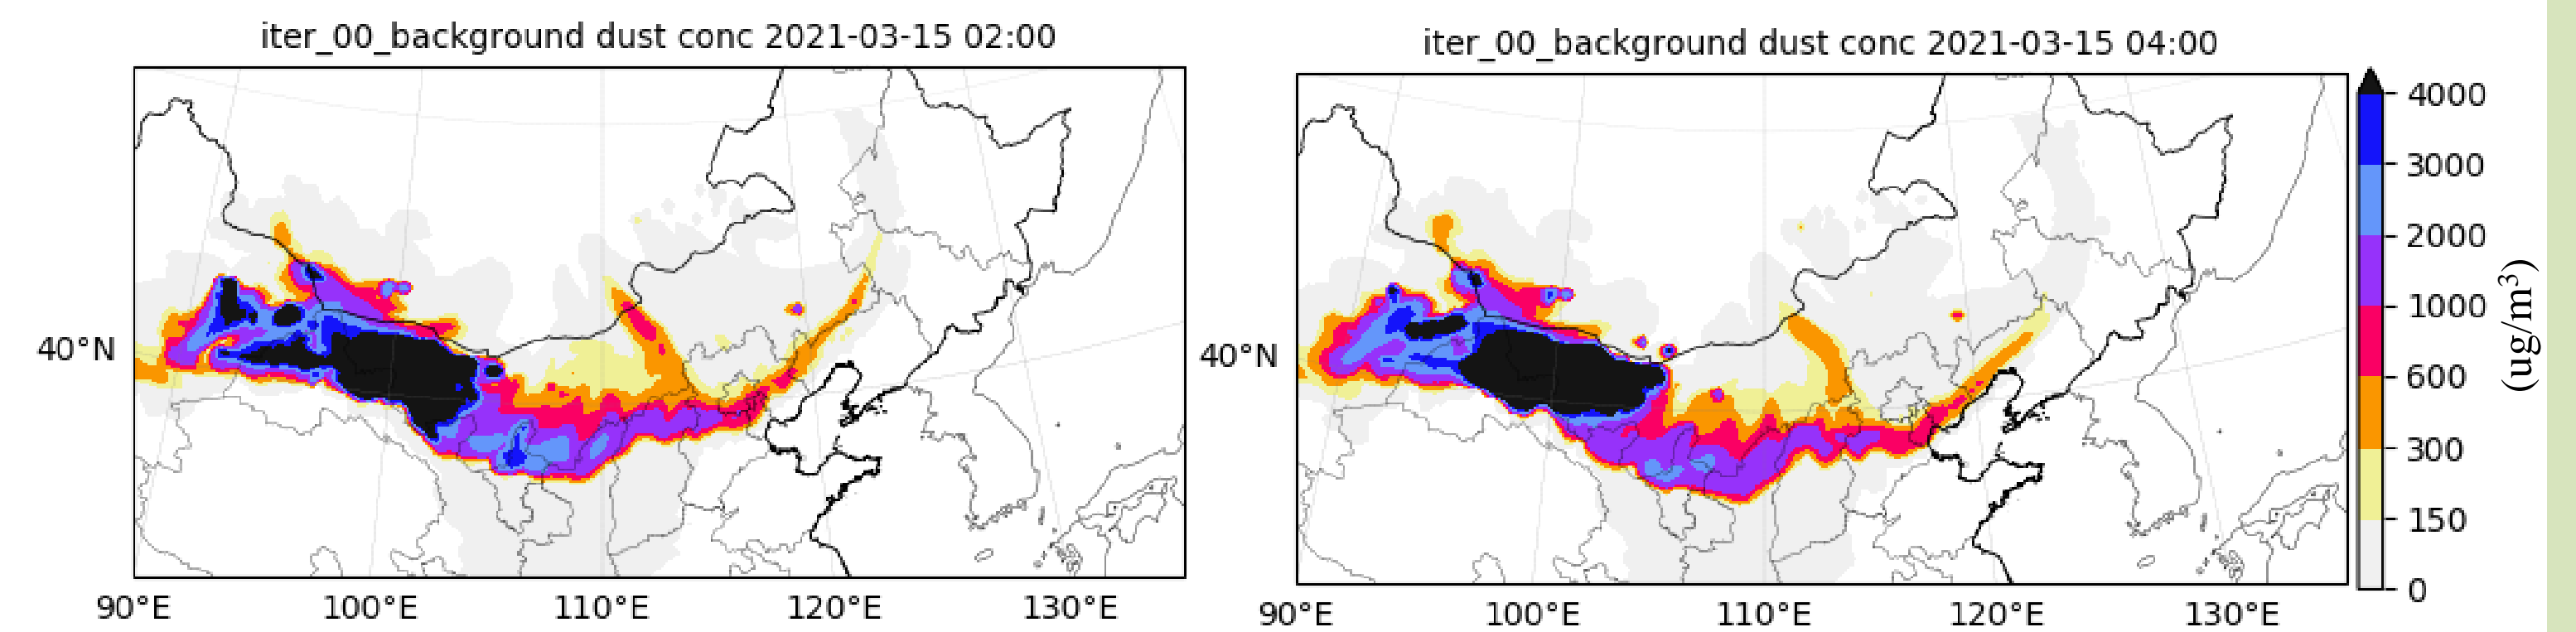 iter_00_background dust conc 2021-03-15 02:00
40°N
90°E 100°E 110°E 120°E 130°E
iter_00_background dust conc 2021-03-15 04:00
40°N
90°E 100°E 110°E 120°E 130°E
4000
3000
2000
1000
600
300
150
0
(ug/m³)